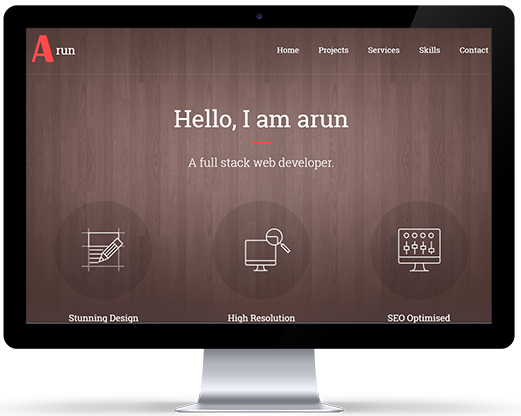 Arun
Home Projects Services Skills Contact
Hello, I am arun
A full stack web developer.
Stunning Design High Resolution SEO Optimised